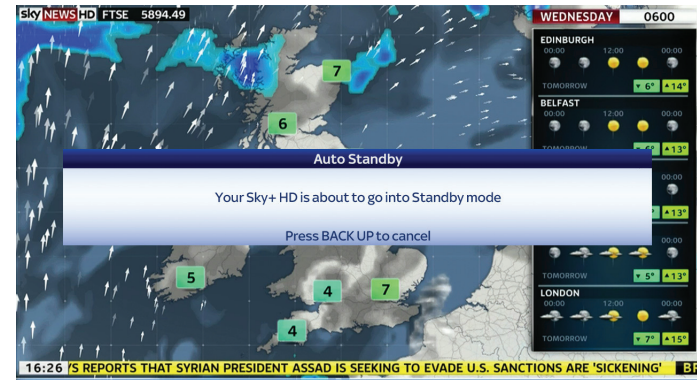 sky NEWS HD FTSE 5894.49
WEDNESDAY 0600
EDINBURGH
00:00 12:00 00:00
TOMORROW 6° 14°
BELFAST
00:00 12:00 00:00
TOMORROW 6° 13°
7
6
Auto Standby
Your Sky+ HD is about to go into Standby mode
Press BACK UP to cancel
00:00
13°
5
4
7
4
TOMORROW 5° 13°
LONDON
00:00 12:00 00:00
TOMORROW 7° 15°
16:26 'S REPORTS THAT SYRIAN PRESIDENT ASSAD IS SEEKING TO EVADE U.S. SANCTIONS ARE 'SICKENING'